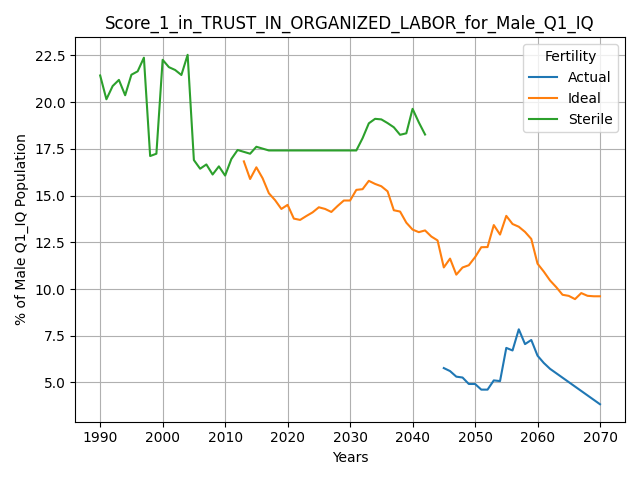 Score_1_in_TRUST_IN_ORGANIZED_LABOR_for_Male_Q1_IQ
% of Male Q1_IQ Population
22.5
20.0
17.5
15.0
12.5
10.0
7.5
5.0
Fertility
Actual
Ideal
Sterile
1990 2000 2010 2020 2030 2040 2050 2060 2070
Years